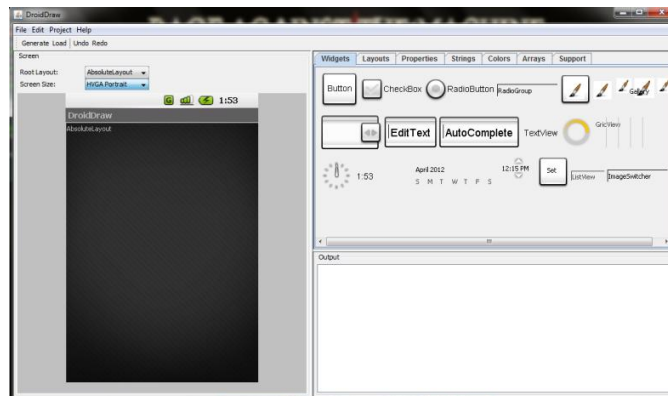 DroidDraw
File Edit Project Help
Generate Load Undo Redo
Screen
Root Layout: AbsoluteLayout
Screen Size: HVGA Portrait
1:53
DroidDraw
AbsoluteLayout
Widgets Layouts Properties Strings Colors Arrays Support
Button CheckBox RadioButton RadioGroup Gallery
EditText AutoComplete TextView GridView
1:53 April 2012 12:15 PM Set ListView ImageSwitcher
S M T W T F S
Output